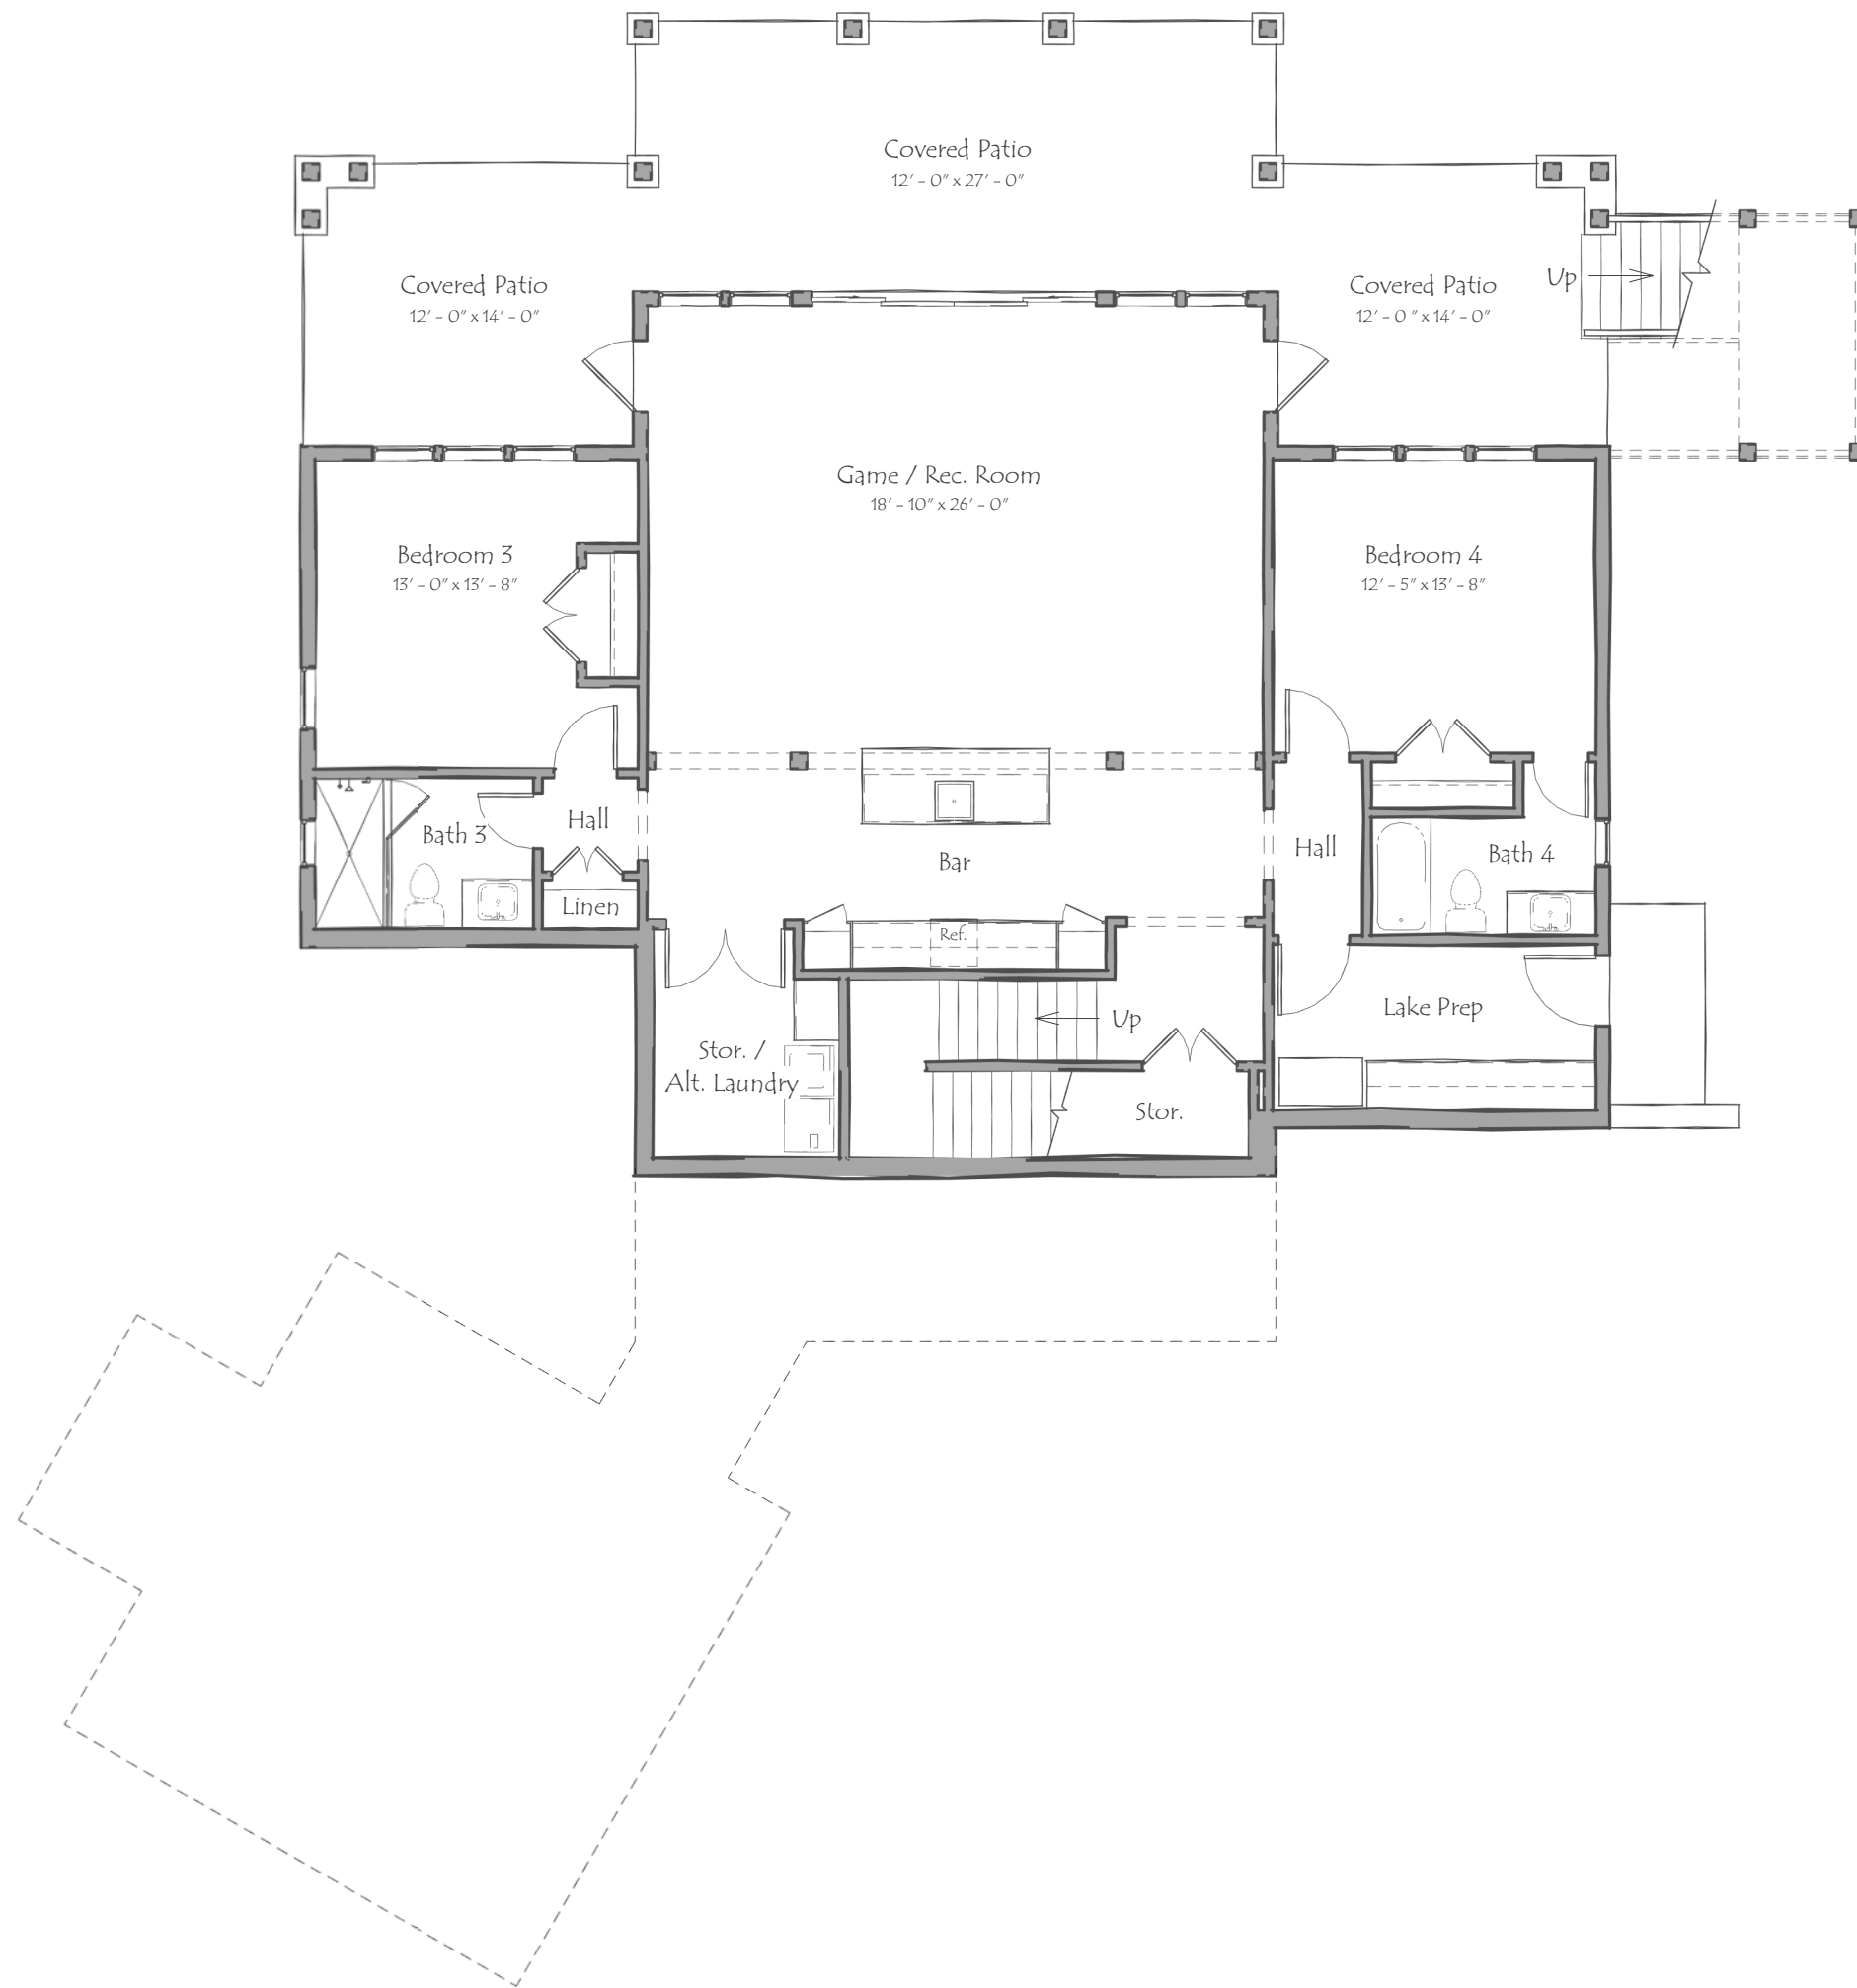 Covered Patio
12' - 0" x 27' - 0"
Covered Patio
12' - 0" x 14' - 0"
Covered Patio
12' - 0 " x 14' - 0"
Up
Game / Rec. Room
18' - 10" x 26' - 0"
Bedroom 3
13' - 0" x 13' - 8"
Bedroom 4
12' - 5" x 13' - 8"
Bath 3
Hall
Linen
Bar
Ref.
Hall
Bath 4
Lake Prep
Up
Stor. /
Alt. Laundry
Stor.